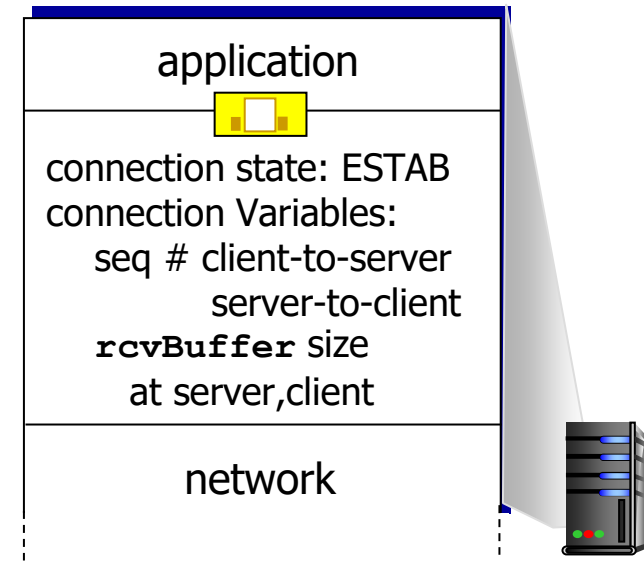 application
connection state: ESTAB
connection Variables:
seq # client-to-server
server-to-client
rcvBuffer size
at server,client
network